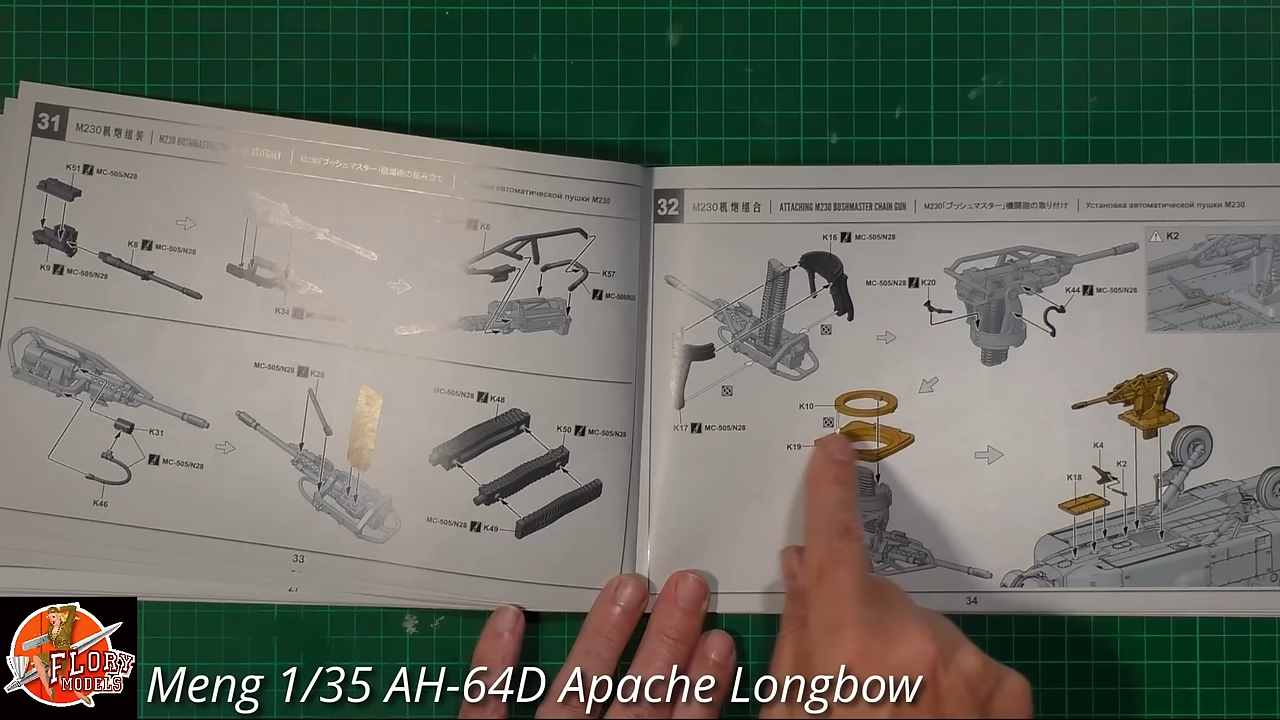 31 M230机炮组装 M230 BUSHMASTER M230「ブッシュマスター」機関砲の組み立て автоматической пушки M230
K51 MC-505/N28
K8 MC-505/N28
K9 MC-505/N28
K34
K6
K57
MC-505/N28
K31
MC-505/N28
K46
MC-505/N28 K28
MC-505/N28 K48
K50 MC-505/N28
MC-505/N28 K49
33
32 M230机炮组合 ATTACHING M230 BUSHMASTER CHAIN GUN M230「ブッシュマスター」機関砲の取り付け Установка автоматической пушки M230
K16 MC-505/N28
K17 MC-505/N28
MC-505/N28 K20
K44 MC-505/N28
K2
K10
K19
K4
K2
K18
34
FLORY
MODELS
Meng 1/35 AH-64D Apache Longbow